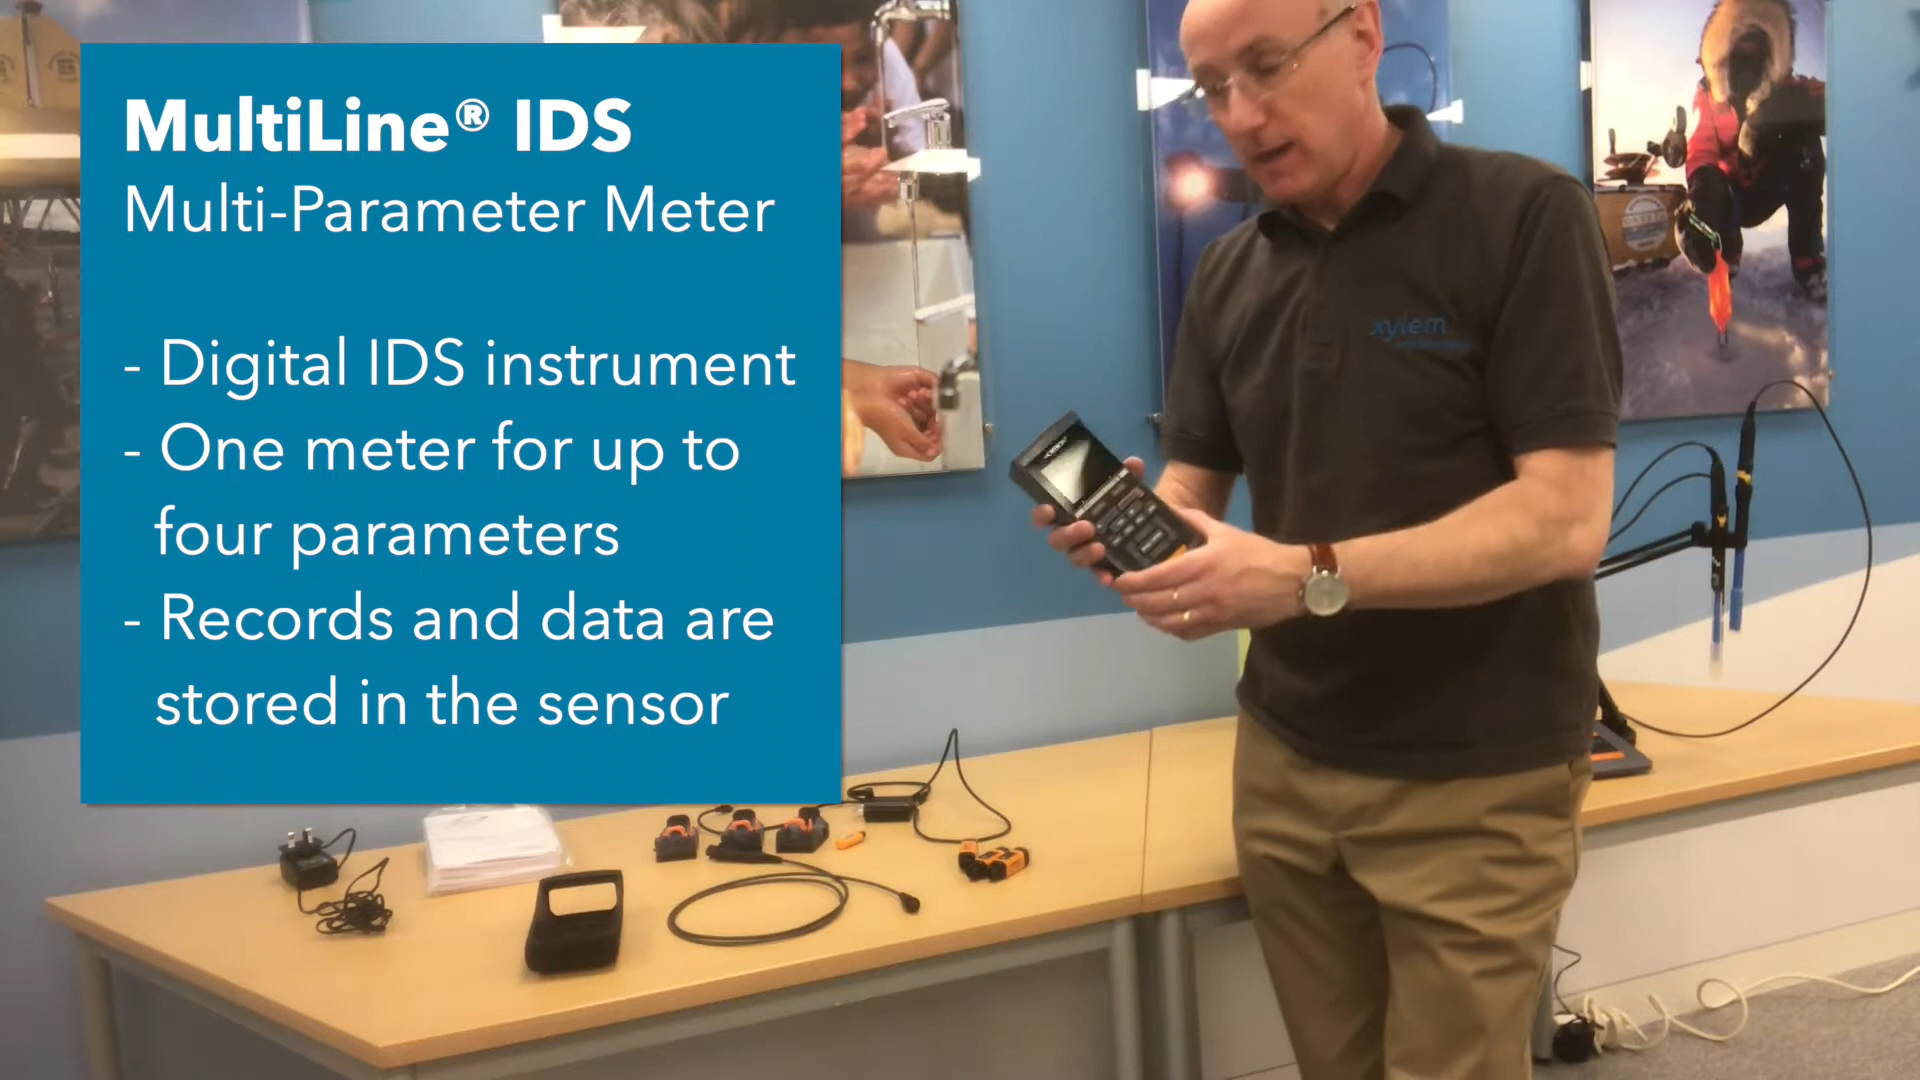 MultiLine® IDS
Multi-Parameter Meter
- Digital IDS instrument
- One meter for up to
four parameters
- Records and data are
stored in the sensor
xylem